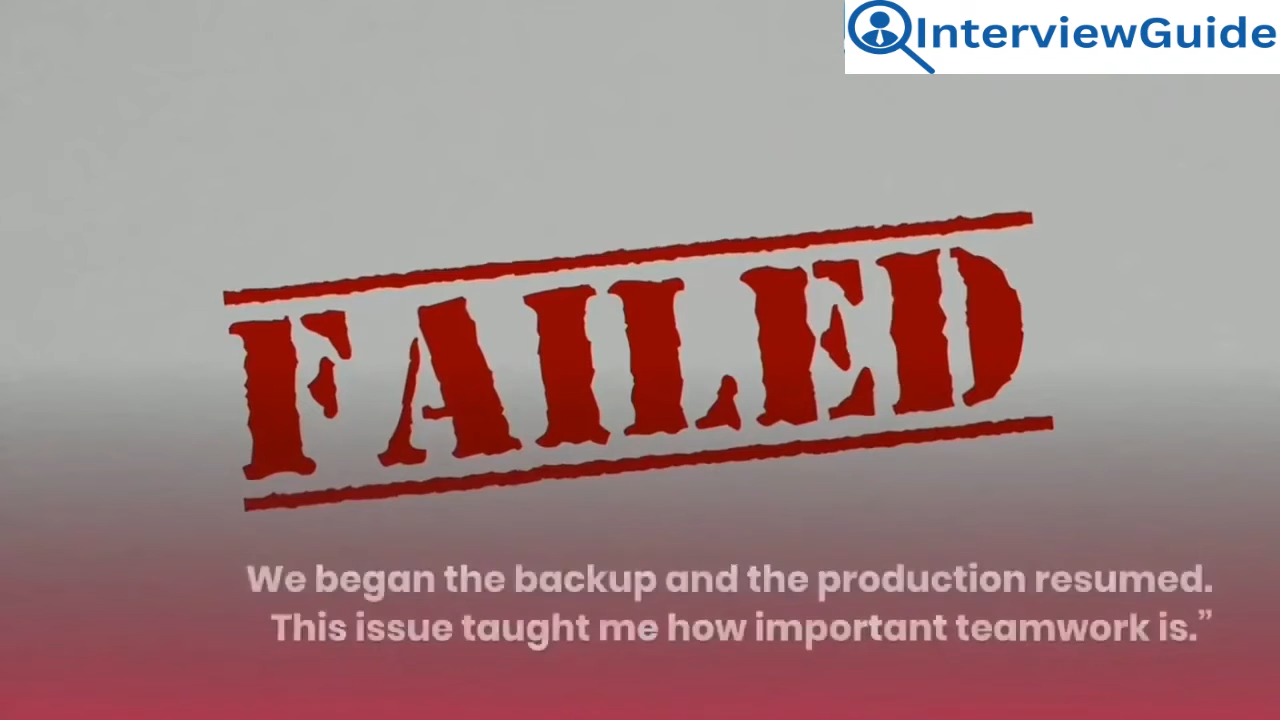 InterviewGuide
FAILED
We began the backup and the production resumed.
This issue taught me how important teamwork is.”